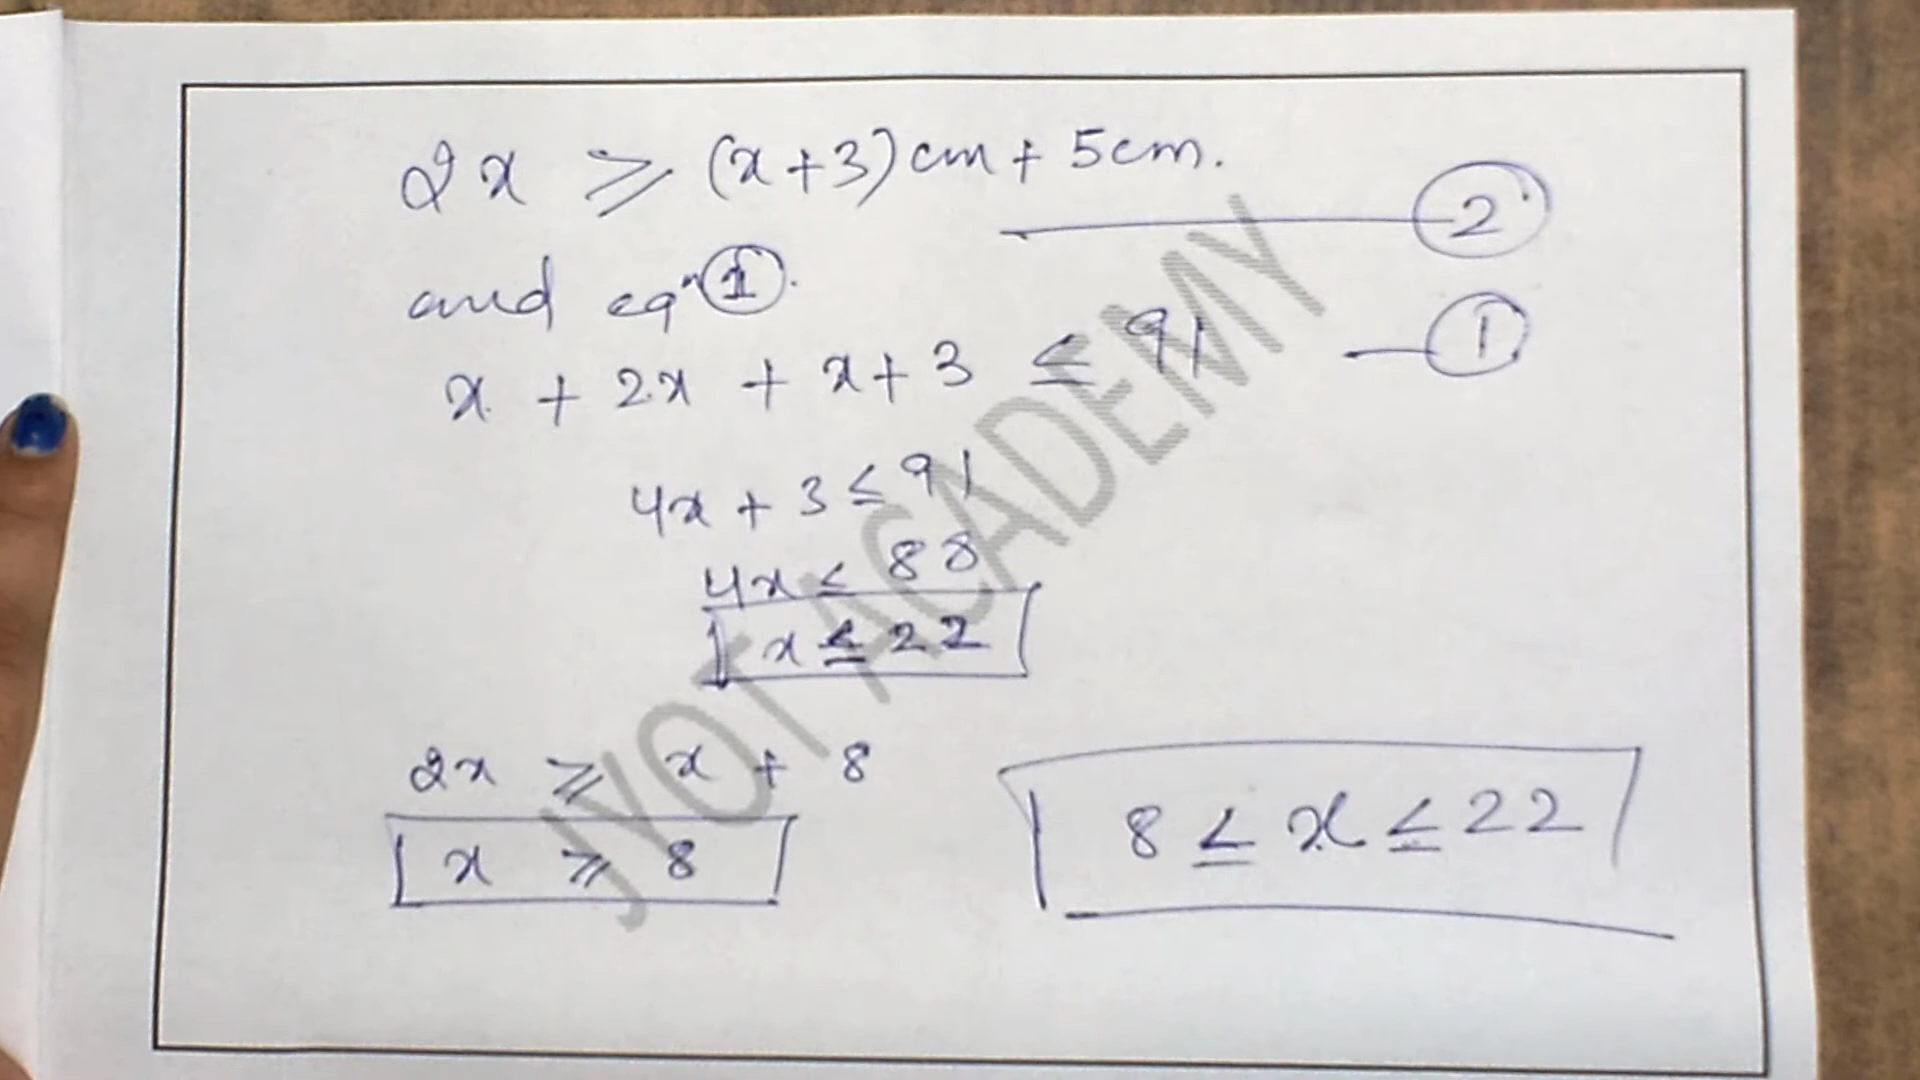 2x ≥ (x+3)cm + 5cm.
② 
and eqⁿ ①.
x + 2x + x + 3 ≤ 91 — ①
4x + 3 ≤ 91
4x ≤ 88
x ≤ 22
2x ≥ x + 8
x ≥ 8
8 ≤ x ≤ 22
JYOT ACADEMY